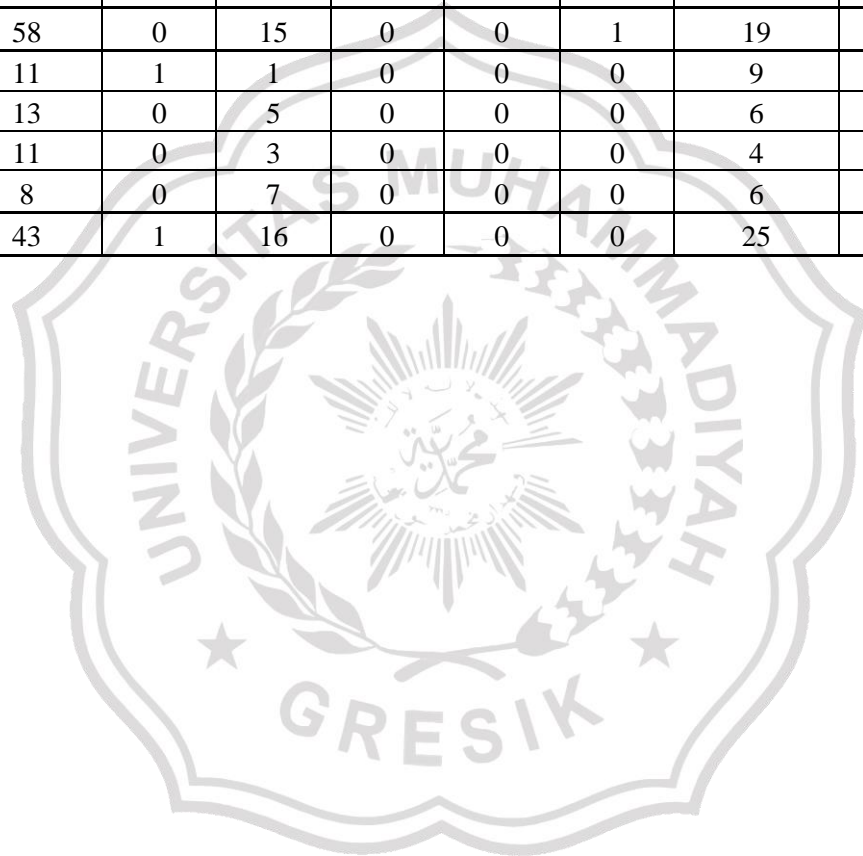 58 0 15 0 0 1 19
11 1 1 0 0 0 9
13 0 5 0 0 0 6
11 0 3 0 0 0 4
8 0 7 0 0 0 6
43 1 16 0 0 0 25
UNIVERSITAS MUHAMMADIYAH
محمدية
GRESIK